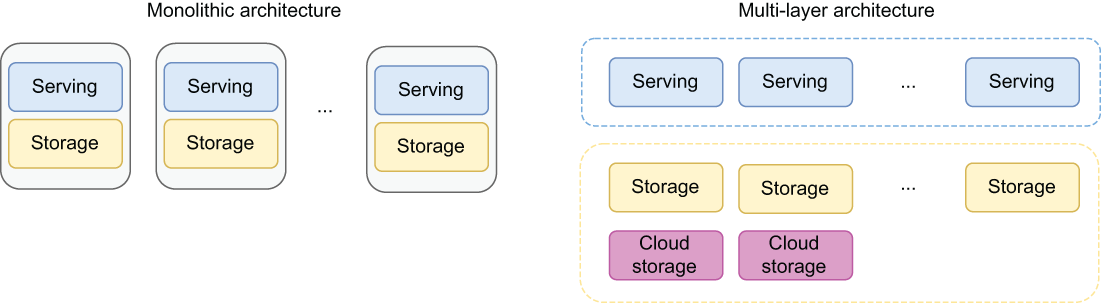 Monolithic architecture
Serving
Storage
Serving
Storage
...
Serving
Storage
Multi-layer architecture
Serving
Serving
...
Serving
Storage
Storage
...
Storage
Cloud
storage
Cloud
storage